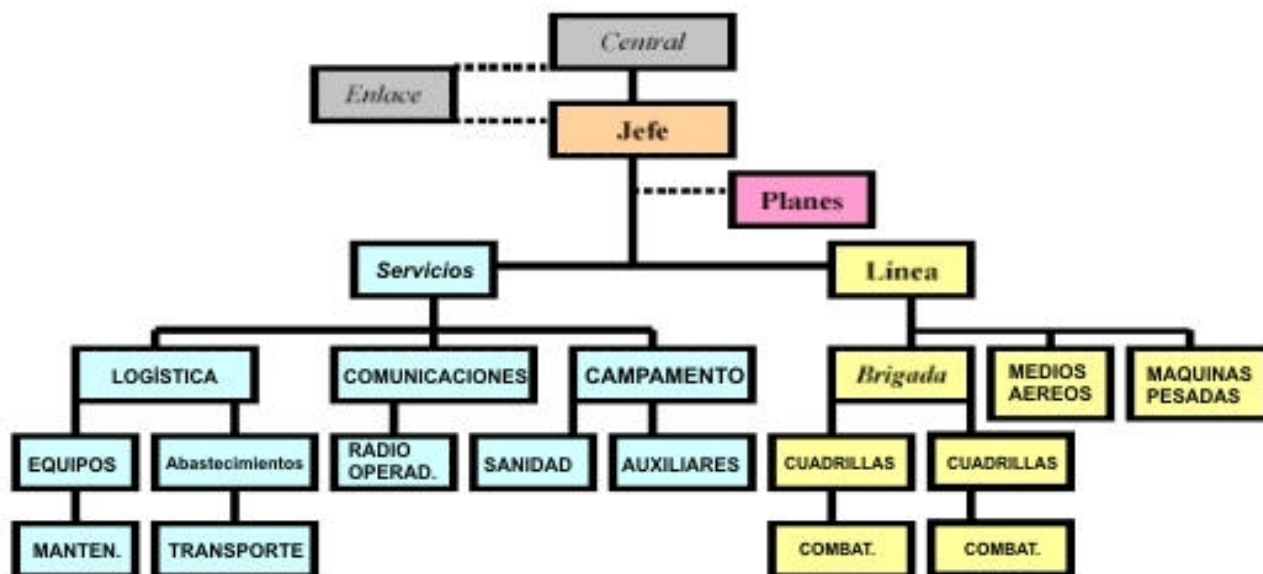 Central
Enlace
Jefe
Planes
Servicios
Línea
LOGÍSTICA
COMUNICACIONES
CAMPAMENTO
Brigada
MEDIOS
AEREOS
MAQUINAS
PESADAS
EQUIPOS
Abastecimientos
RADIO
OPERAD.
SANIDAD
AUXILIARES
CUADRILLAS
CUADRILLAS
MANTEN.
TRANSPORTE
COMBAT.
COMBAT.